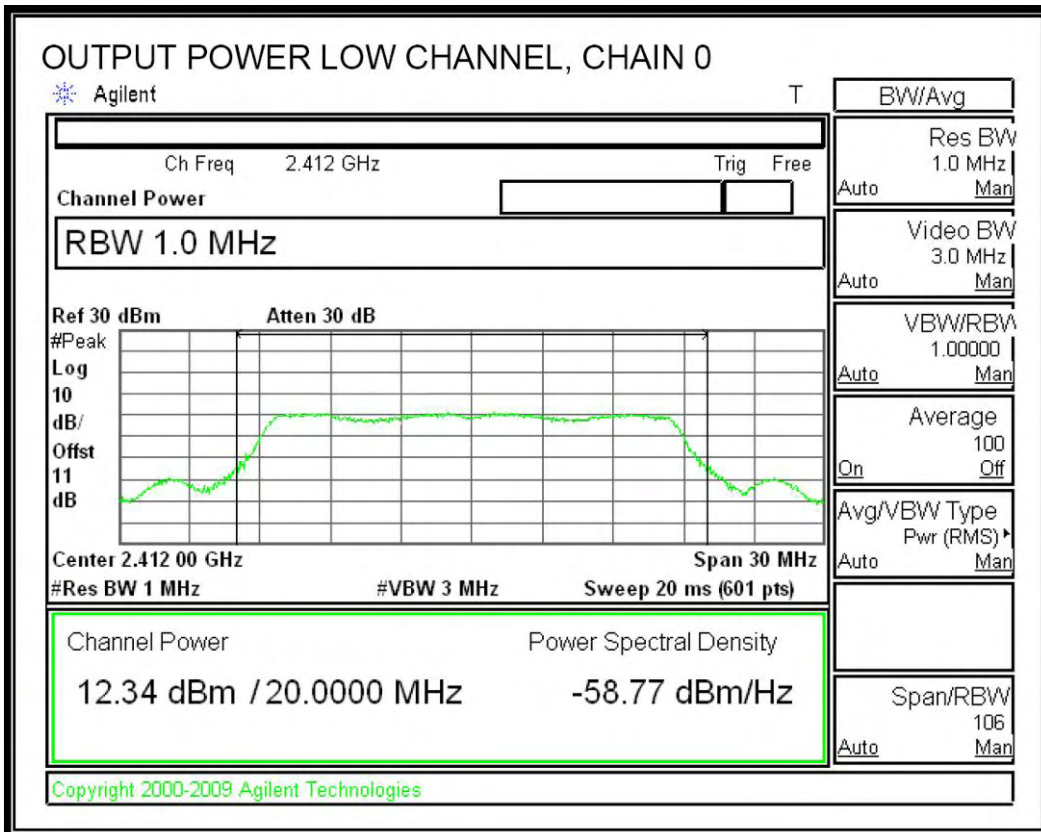 OUTPUT POWER LOW CHANNEL, CHAIN 0
Agilent T
Ch Freq 2.412 GHz Trig Free
Channel Power
RBW 1.0 MHz
Ref 30 dBm Atten 30 dB
#Peak
Log
10
dB/
Offst
11
dB
Center 2.412 00 GHz Span 30 MHz
#Res BW 1 MHz #VBW 3 MHz Sweep 20 ms (601 pts)
Channel Power Power Spectral Density
12.34 dBm / 20.0000 MHz -58.77 dBm/Hz
Copyright 2000-2009 Agilent Technologies
BW/Avg
Res BW
1.0 MHz
Auto Man
Video BW
3.0 MHz
Auto Man
VBW/RBW
1.00000
Auto Man
Average
100
On Off
Avg/VBW Type
Pwr (RMS)
Auto Man
Span/RBW
106
Auto Man